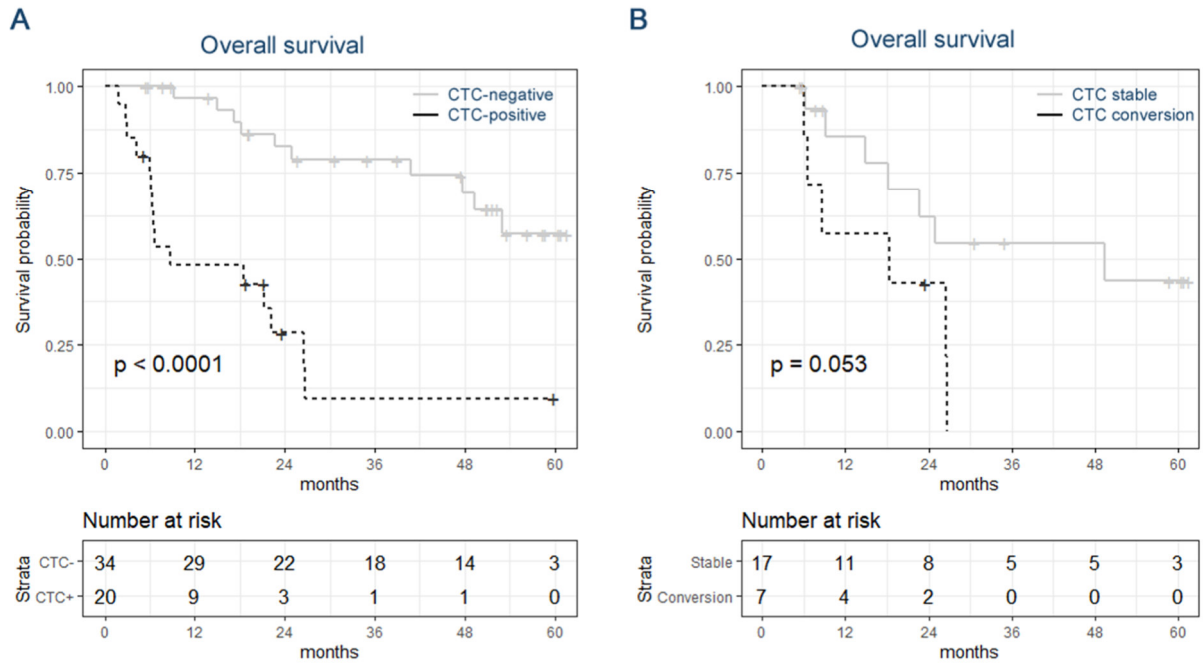 A
Overall survival
CTC-negative
CTC-positive
Survival probability
1.00
0.75
0.50
0.25
0.00
p < 0.0001
0 12 24 36 48 60
months
Number at risk
Strata
CTC- 34 29 22 18 14 3
CTC+ 20 9 3 1 1 0
0 12 24 36 48 60
months
B
Overall survival
CTC stable
CTC conversion
Survival probability
1.00
0.75
0.50
0.25
0.00
p = 0.053
0 12 24 36 48 60
months
Number at risk
Strata
Stable 17 11 8 5 5 3
Conversion 7 4 2 0 0 0
0 12 24 36 48 60
months